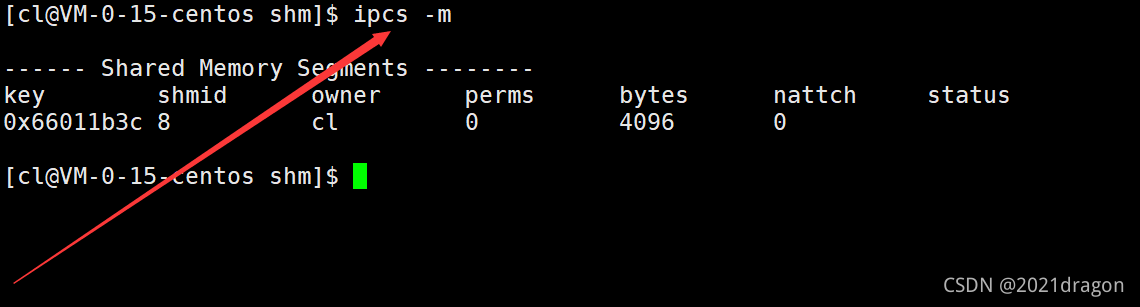 [cl@VM-0-15-centos shm]$ ipcs -m
------ Shared Memory Segments --------
key shmid owner perms bytes nattch status
0x66011b3c 8 cl 0 4096 0
[cl@VM-0-15-centos shm]$
CSDN @2021dragon